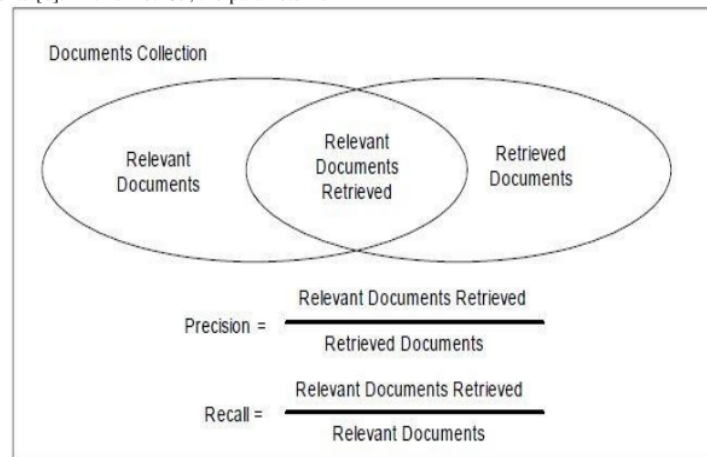 Documents Collection
Relevant
Documents
Relevant
Documents
Retrieved
Retrieved
Documents
Relevant Documents Retrieved
Precision =
Retrieved Documents
Relevant Documents Retrieved
Recall =
Relevant Documents